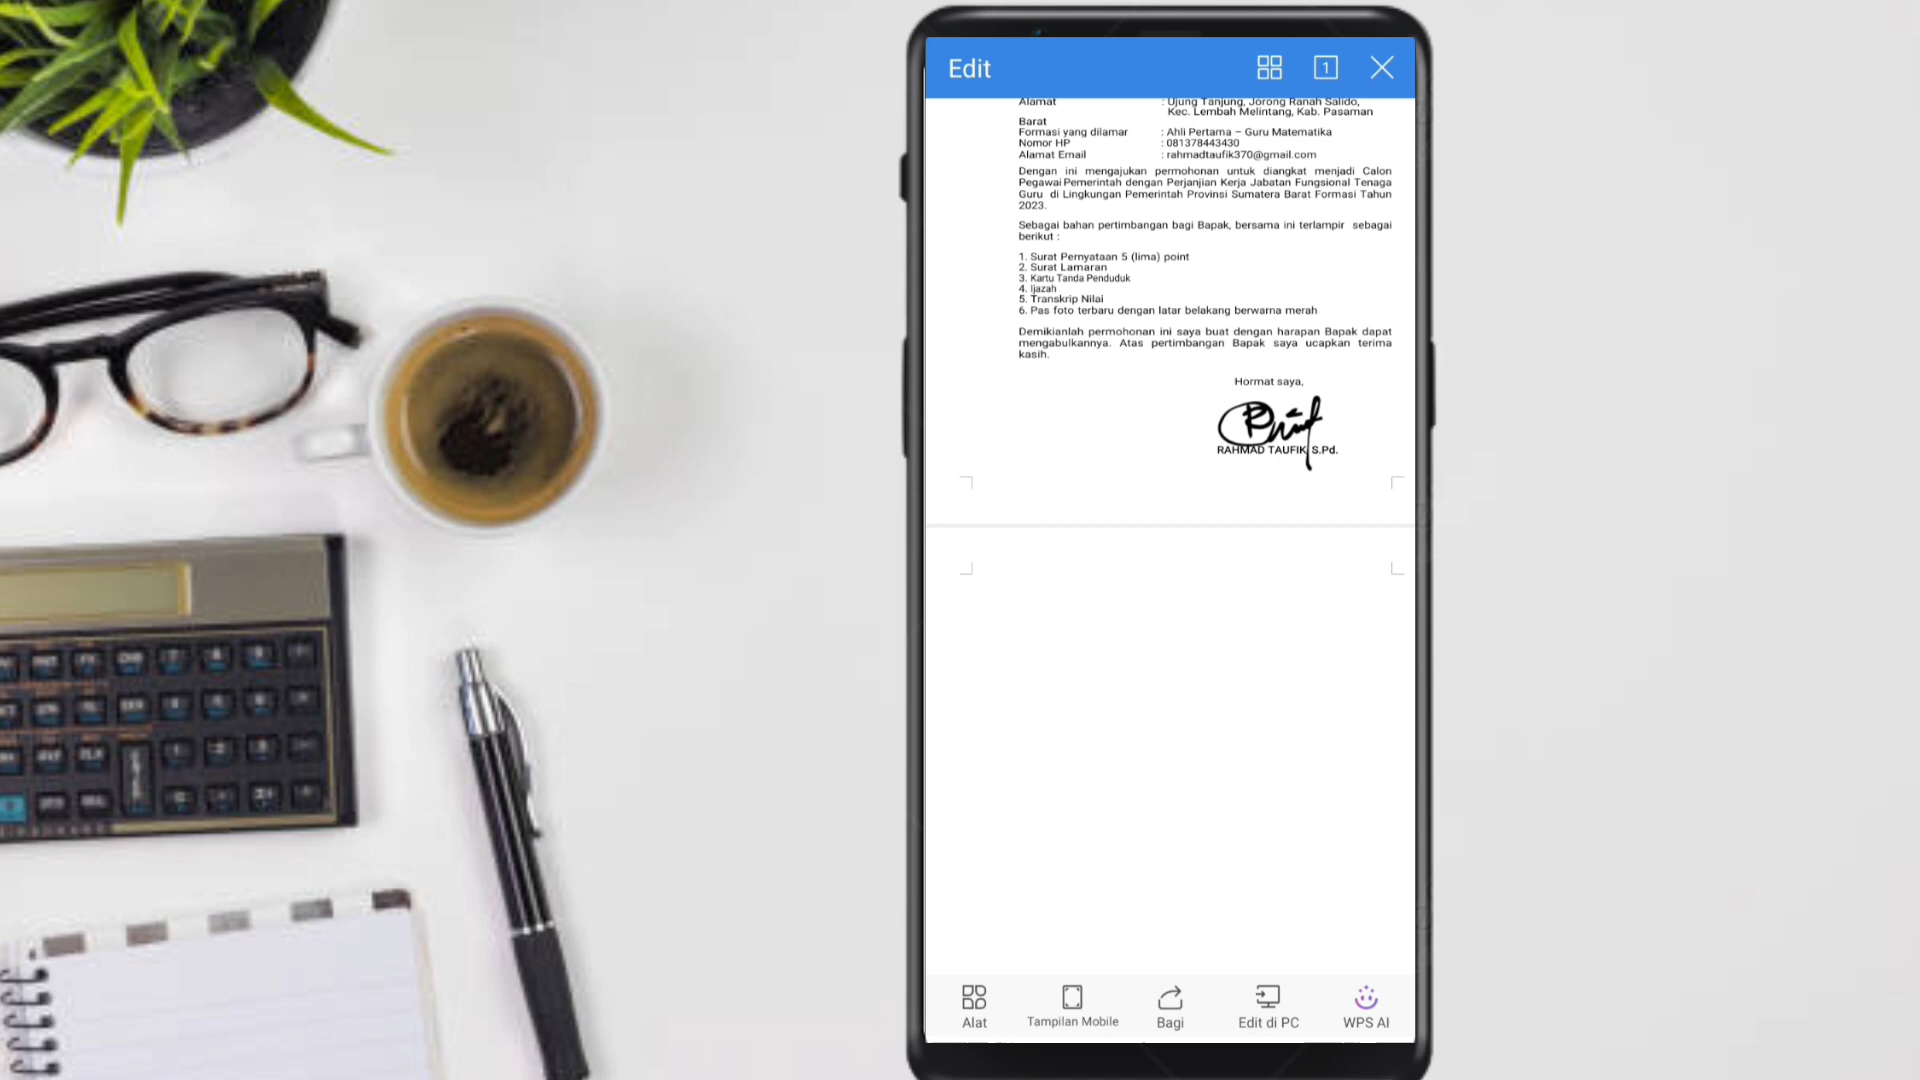 Edit
1
Alamat : Ujung Tanjung, Jorong Ranah Salido,
Kec. Lembah Melintang, Kab. Pasaman
Barat
Formasi yang dilamar : Ahli Pertama – Guru Matematika
Nomor HP : 081378443430
Alamat Email : rahmadtaufik370@gmail.com
Dengan ini mengajukan permohonan untuk diangkat menjadi Calon
Pegawai Pemerintah dengan Perjanjian Kerja Jabatan Fungsional Tenaga
Guru di Lingkungan Pemerintah Provinsi Sumatera Barat Formasi Tahun
2023.
Sebagai bahan pertimbangan bagi Bapak, bersama ini terlampir sebagai
berikut :
1. Surat Pernyataan 5 (lima) point
2. Surat Lamaran
3. Kartu Tanda Penduduk
4. Ijazah
5. Transkrip Nilai
6. Pas foto terbaru dengan latar belakang berwarna merah
Demikianlah permohonan ini saya buat dengan harapan Bapak dapat
mengabulkannya. Atas pertimbangan Bapak saya ucapkan terima
kasih.
Hormat saya,
RAHMAD TAUFIK, S.Pd.
Alat
Tampilan Mobile
Bagi
Edit di PC
WPS AI